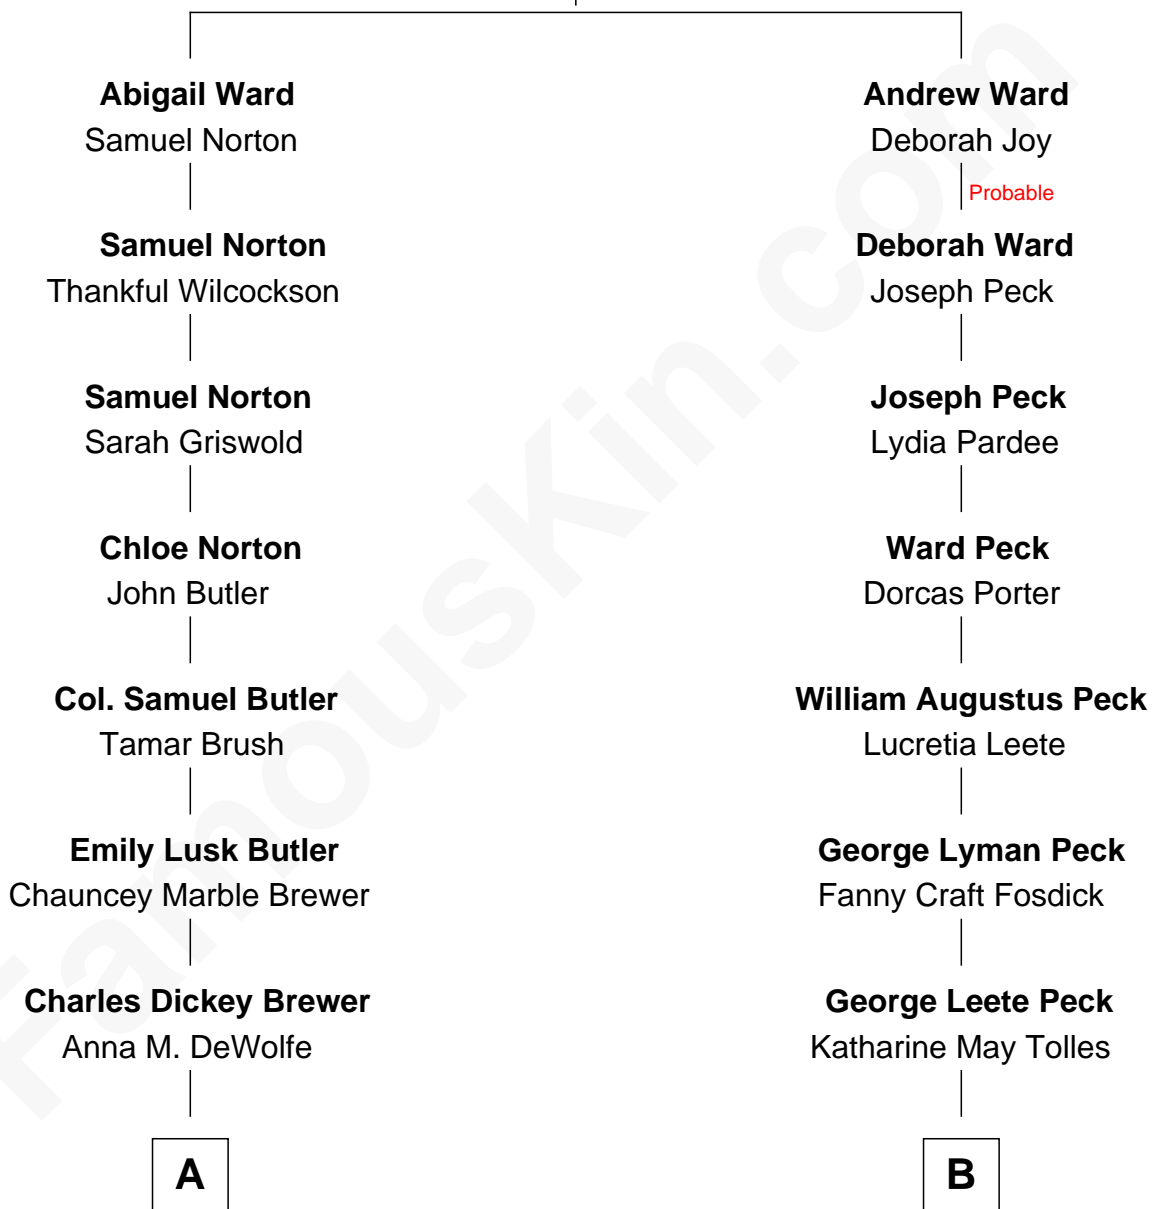 Abigail Ward
Samuel Norton
Samuel Norton
Thankful Wilcockson
Samuel Norton
Sarah Griswold
Chloe Norton
John Butler
Col. Samuel Butler
Tamar Brush
Emily Lusk Butler
Chauncey Marble Brewer
Charles Dickey Brewer
Anna M. DeWolfe
A
Andrew Ward
Deborah Joy
Probable
Deborah Ward
Joseph Peck
Joseph Peck
Lydia Pardee
Ward Peck
Dorcas Porter
William Augustus Peck
Lucretia Leete
George Lyman Peck
Fanny Craft Fosdick
George Leete Peck
Katharine May Tolles
B
FamousKin.com